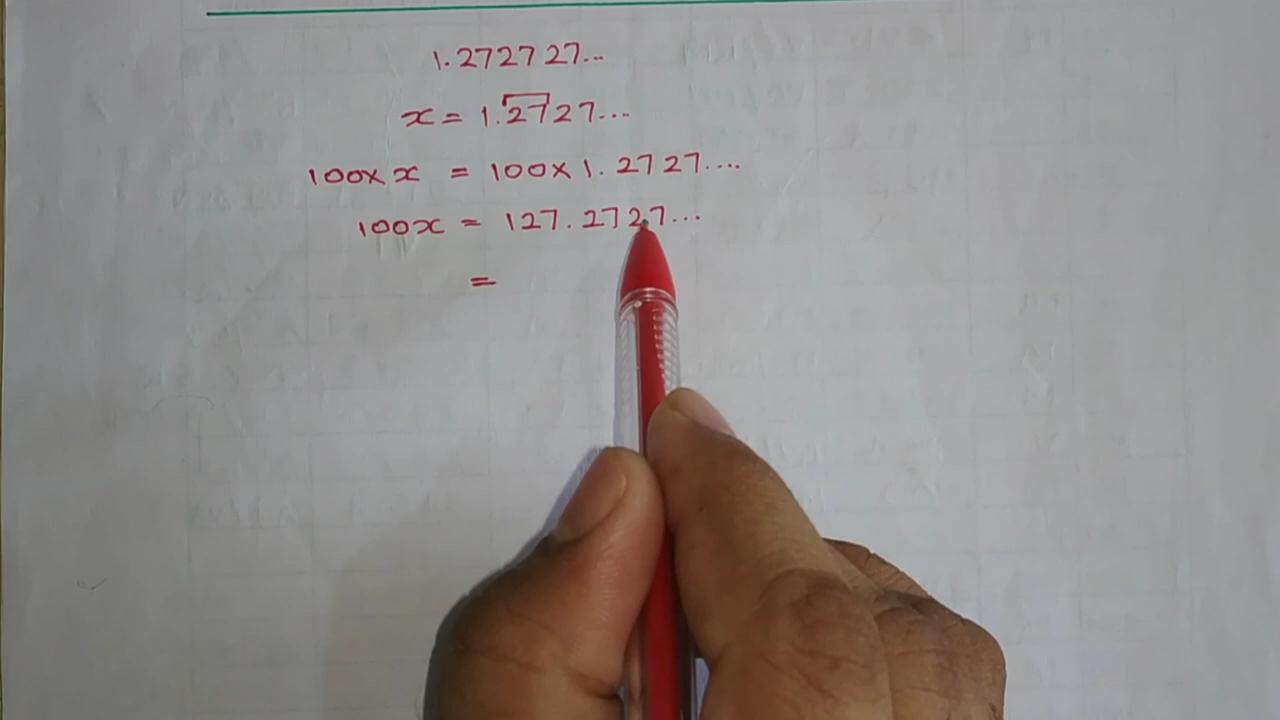 1.272727...
x = 1.2727...
100 × x = 100 × 1.2727....
100x = 127.2727...
=